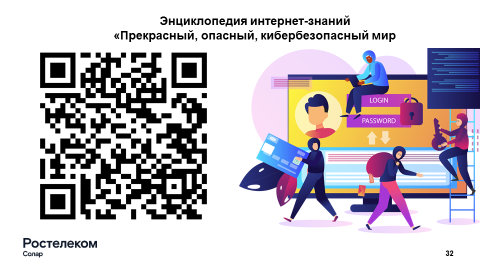 Энциклопедия интернет-знаний
«Прекрасный, опасный, кибербезопасный мир
LOGIN
PASSWORD
Ростелеком
Солар
32